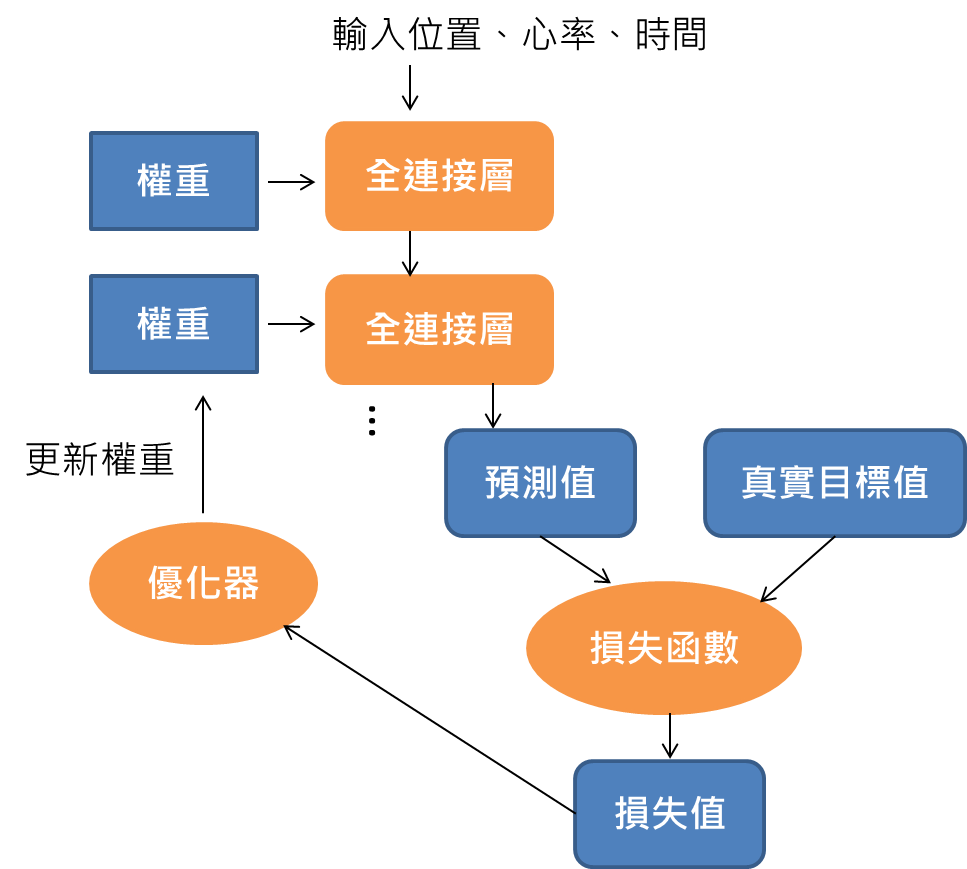 輸入位置、心率、時間
權重
全連接層
權重
全連接層
⋮
更新權重
預測值
真實目標值
優化器
損失函數
損失值